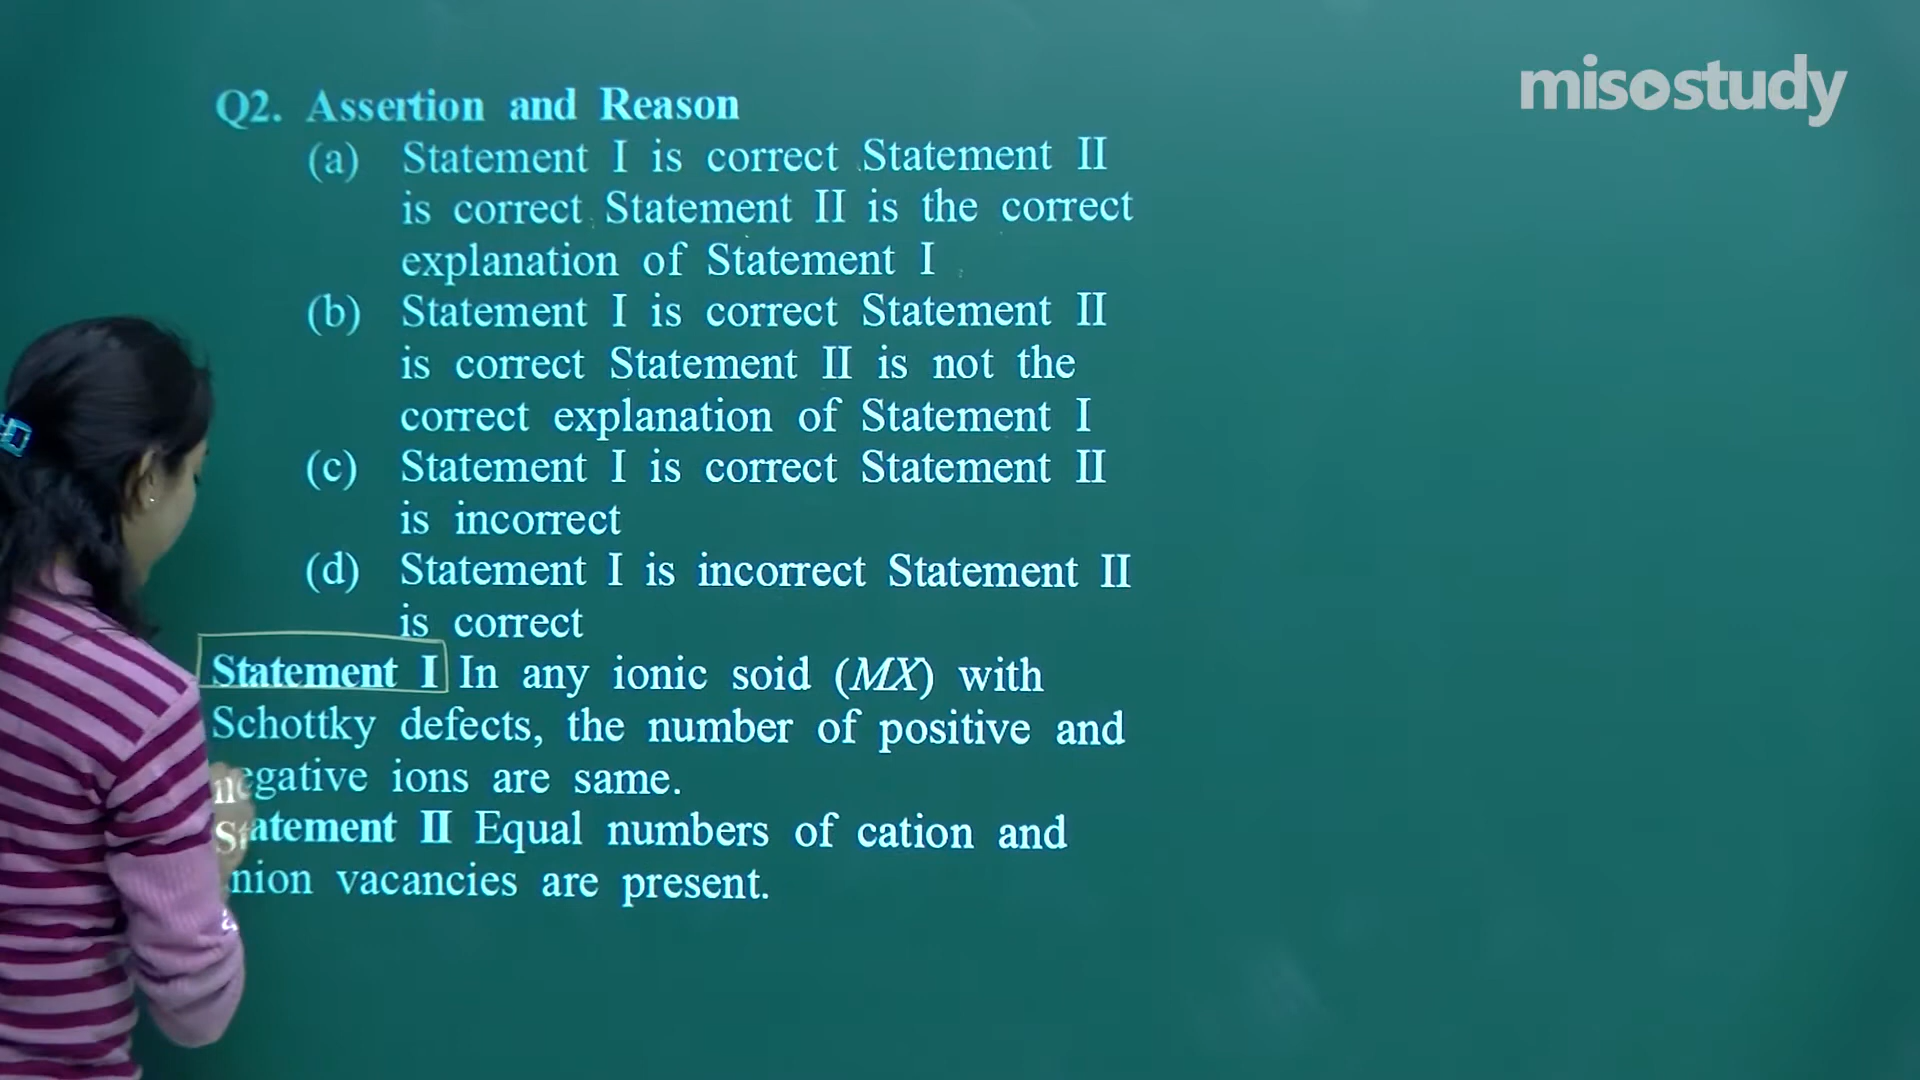 misostudy
Q2. Assertion and Reason
(a) Statement I is correct Statement II
is correct Statement II is the correct
explanation of Statement I
(b) Statement I is correct Statement II
is correct Statement II is not the
correct explanation of Statement I
(c) Statement I is correct Statement II
is incorrect
(d) Statement I is incorrect Statement II
is correct
Statement I In any ionic soid (MX) with
Schottky defects, the number of positive and
negative ions are same.
Statement II Equal numbers of cation and
anion vacancies are present.